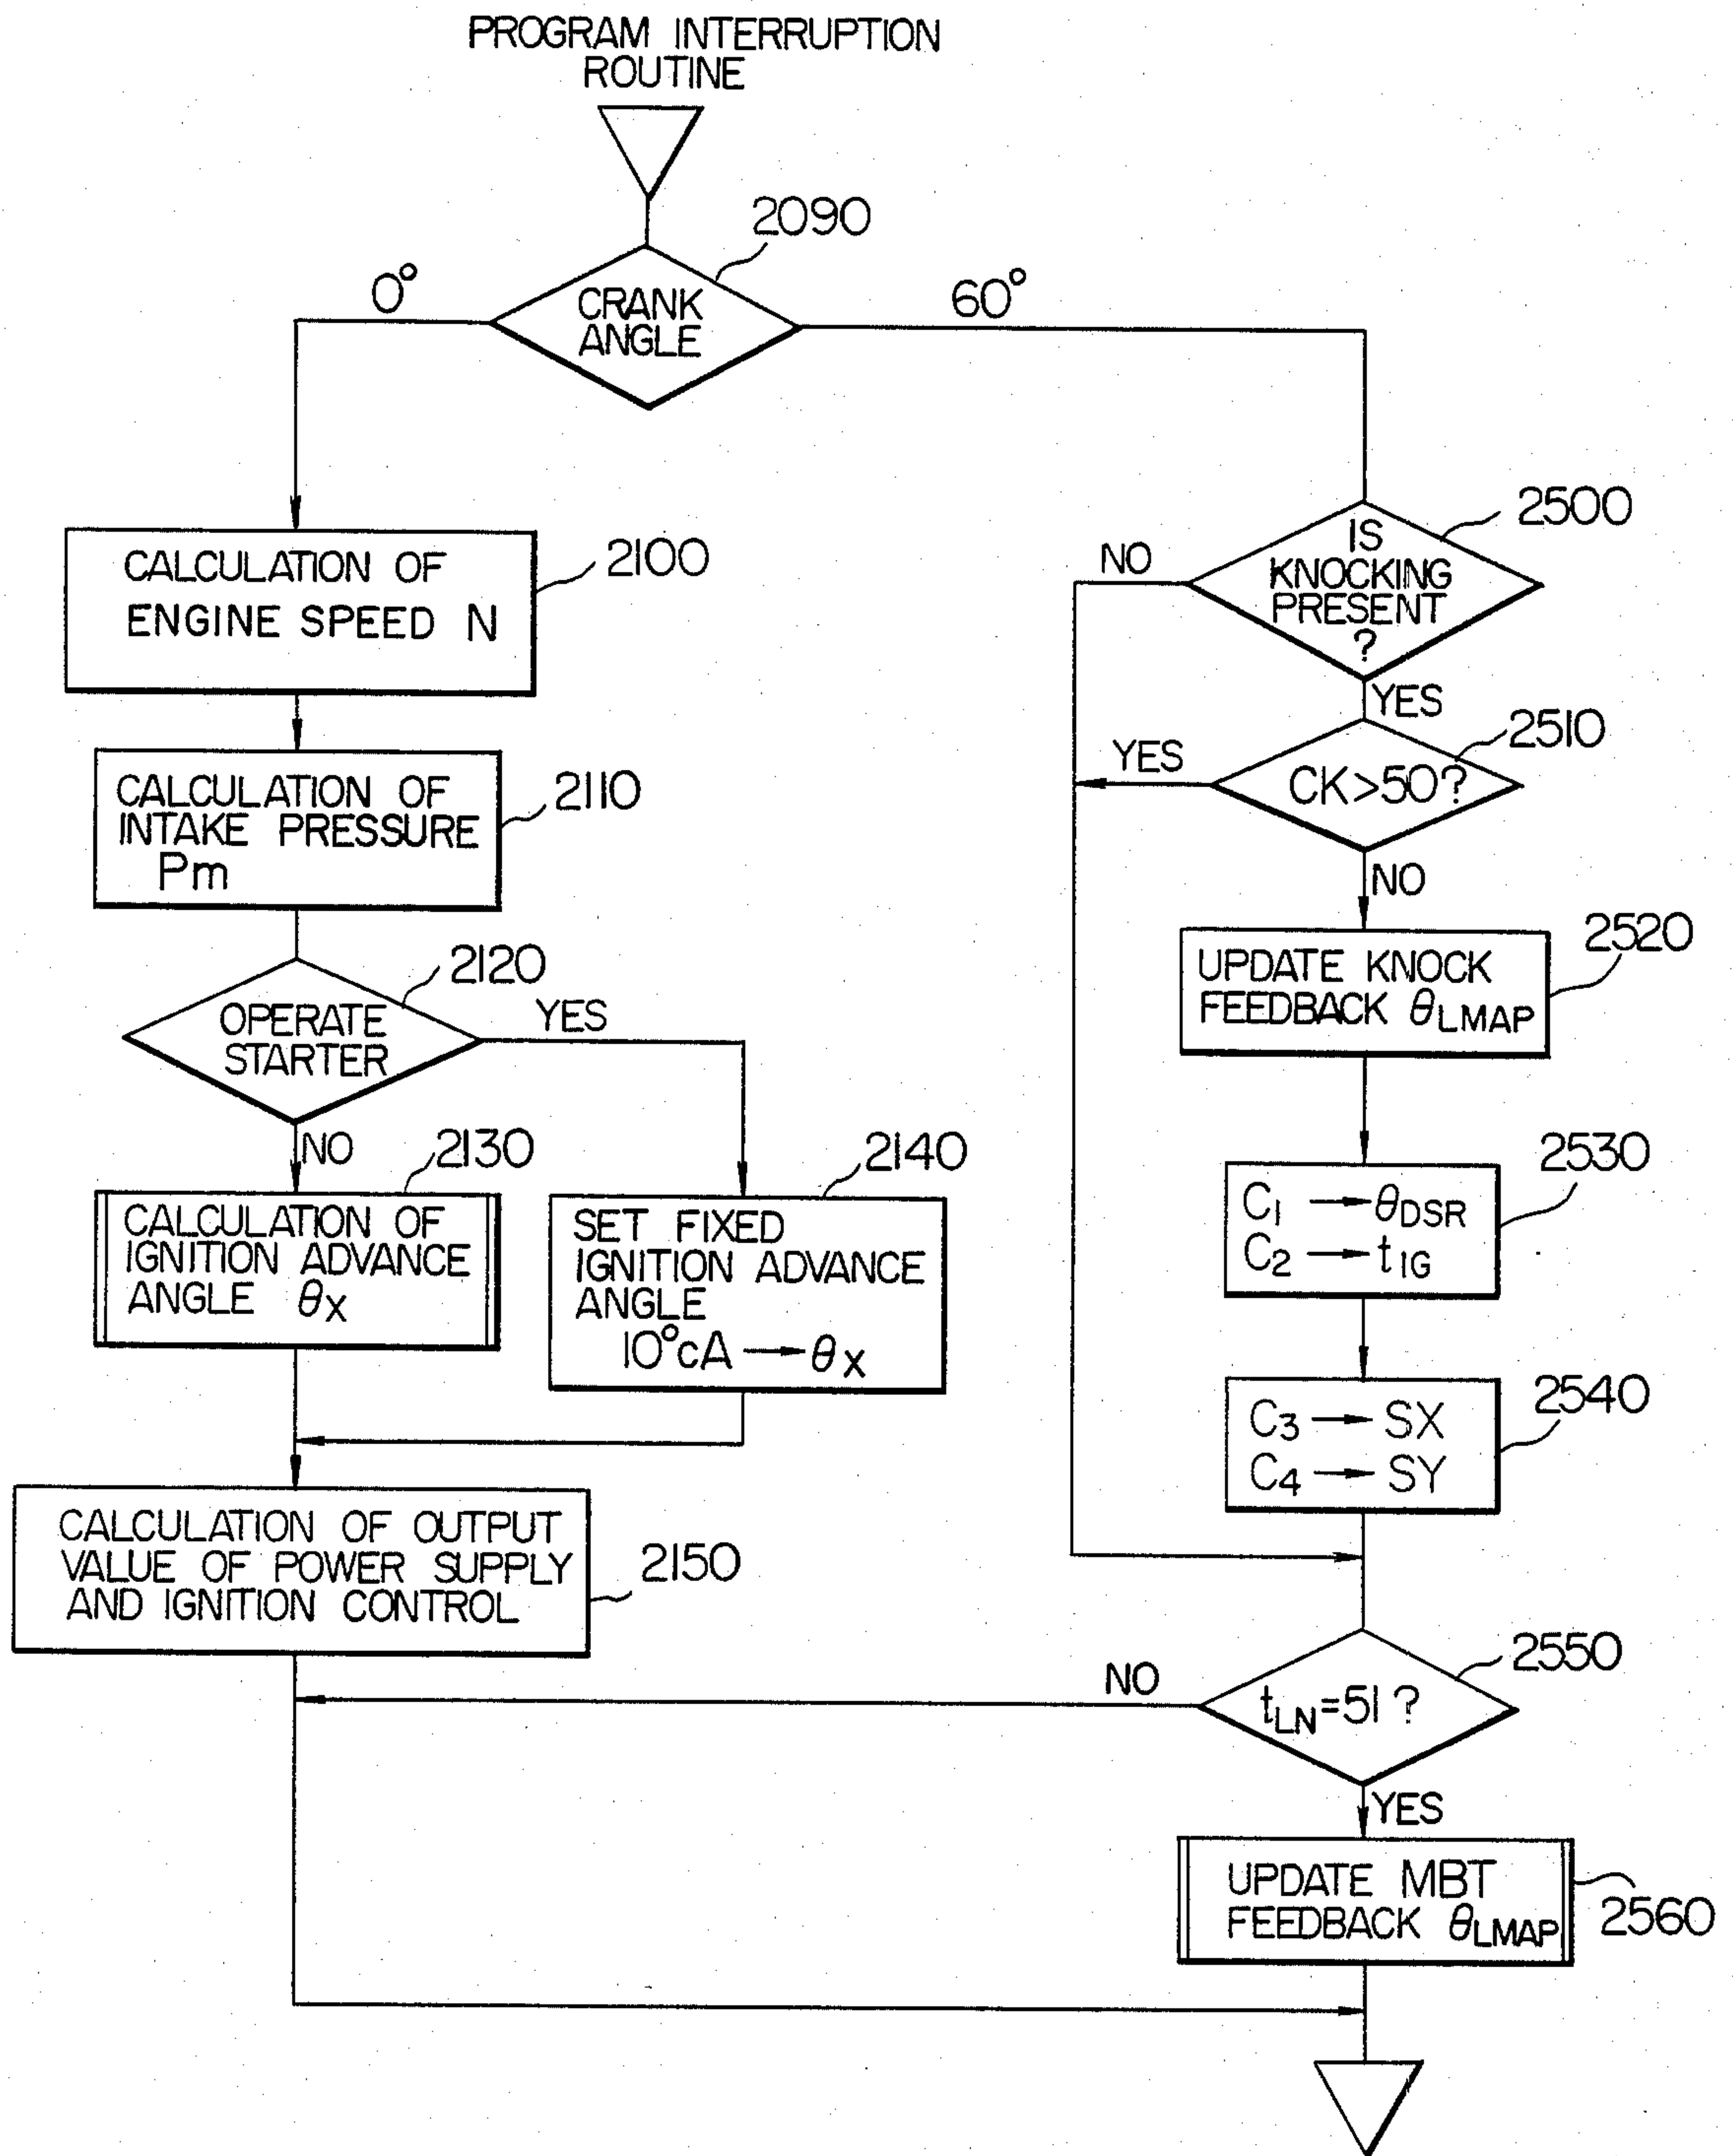 PROGRAM INTERRUPTION
ROUTINE
2090
0°
CRANK
ANGLE
60°
2100
CALCULATION OF
ENGINE SPEED N
2110
CALCULATION OF
INTAKE PRESSURE
Pm
2120
OPERATE
STARTER
YES
NO
2130
CALCULATION OF
IGNITION ADVANCE
ANGLE θX
2140
SET FIXED
IGNITION ADVANCE
ANGLE
10°CA → θX
CALCULATION OF OUTPUT
VALUE OF POWER SUPPLY
AND IGNITION CONTROL
2150
2500
IS
KNOCKING
PRESENT
?
NO
YES
2510
YES
CK>50?
NO
2520
UPDATE KNOCK
FEEDBACK θLMAP
2530
C1 → θDSR
C2 → tIG
2540
C3 → SX
C4 → SY
2550
NO
tLN=51?
YES
UPDATE MBT
FEEDBACK θLMAP
2560